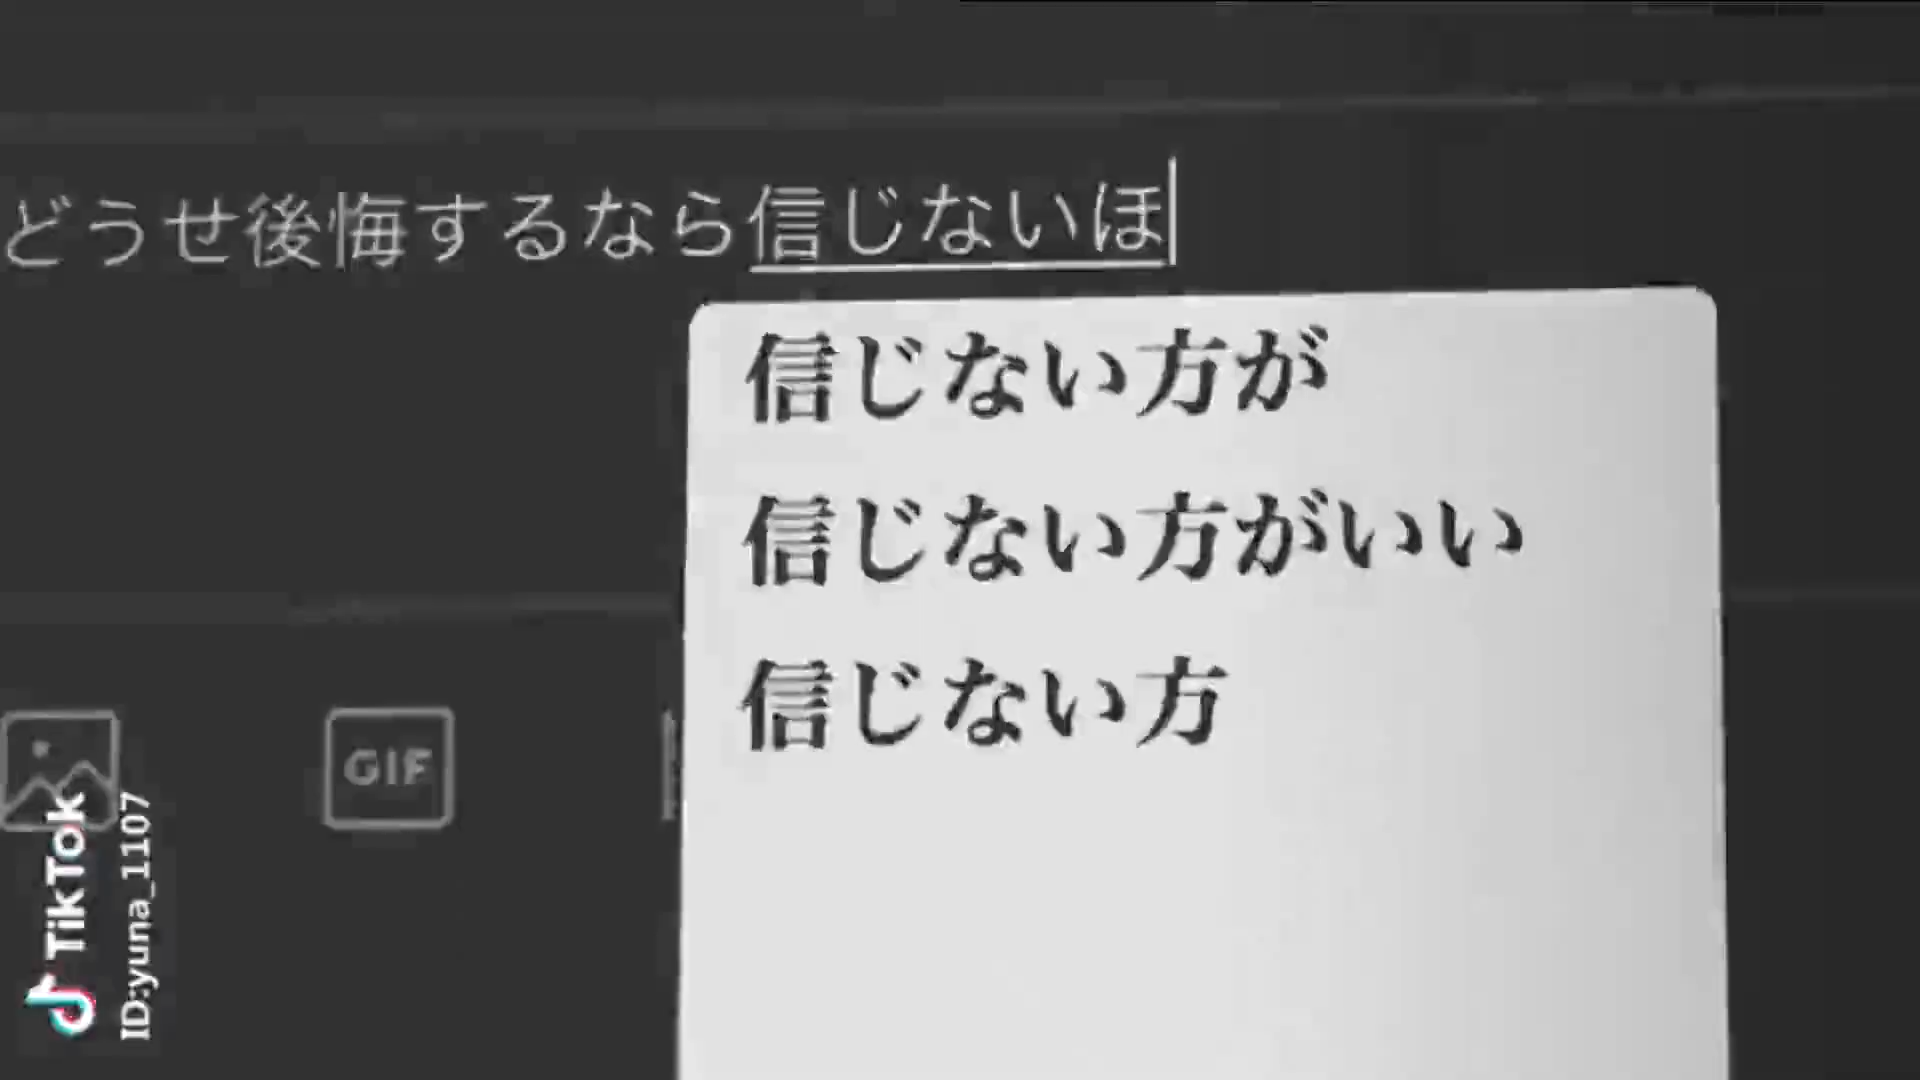 どうせ後悔するなら信じないほ
信じない方が
信じない方がいい
信じない方
GIF
TikTok
ID:yuna_1107